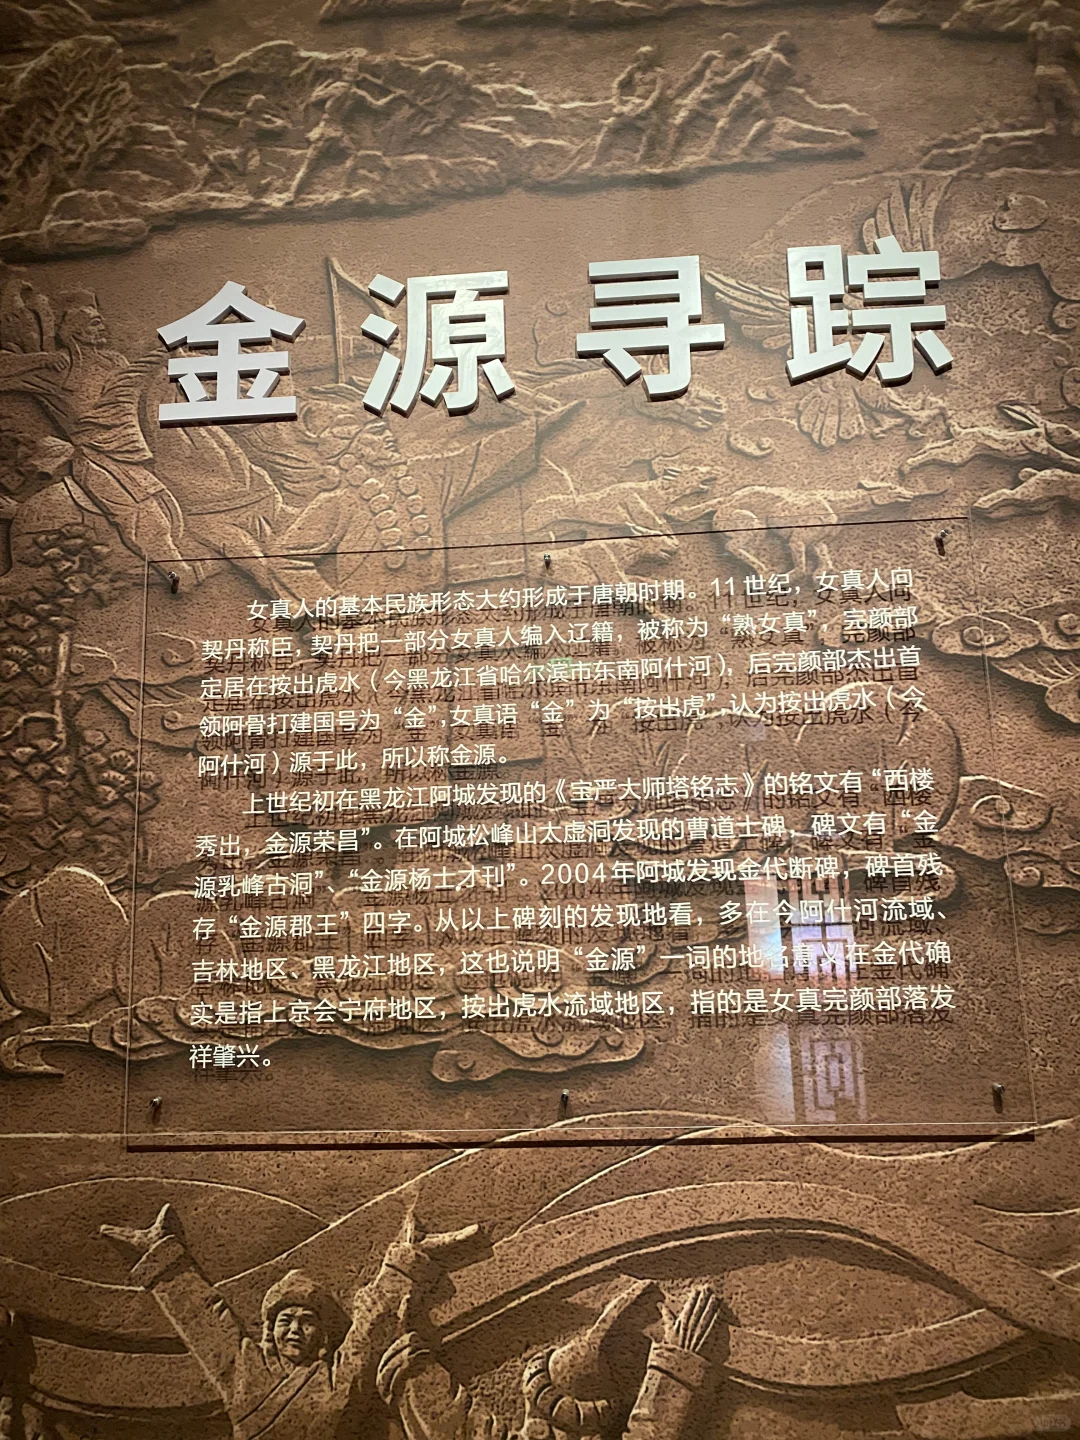 金源寻踪
女真人的基本民族形态大约形成于唐朝时期。11世纪，女真人向
契丹称臣，契丹把一部分女真人编入辽籍，被称为“熟女真”，完颜部
定居在按出虎水（今黑龙江省哈尔滨市东南阿什河），后完颜部杰出首
领阿骨打建国号为“金”,女真语“金”为“按出虎”,认为按出虎水（今
阿什河）源于此，所以称金源。
上世纪初在黑龙江阿城发现的《宝严大师塔铭志》的铭文有“西楼
秀出，金源荣昌”。在阿城松峰山太虚洞发现的曹道士碑，碑文有“金
源乳峰古洞”、“金源杨士才刊”。2004年阿城发现金代断碑，碑首残
存“金源郡王”四字。从以上碑刻的发现地看，多在今阿什河流域、
吉林地区、黑龙江地区，这也说明“金源”一词的地名意义在金代确
实是指上京会宁府地区，按出虎水流域地区，指的是女真完颜部落发
祥肇兴。